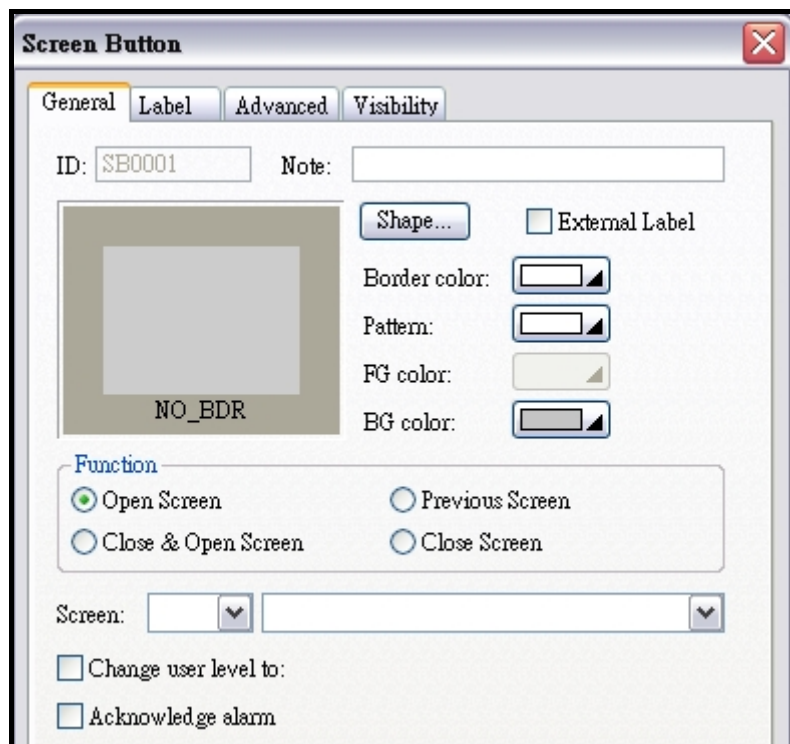 Screen Button
General Label Advanced Visibility
ID: SB0001 Note:
Shape... External Label
Border color:
Pattern:
FG color:
NO_BDR
BG color:
Function
Open Screen Previous Screen
Close & Open Screen Close Screen
Screen:
Change user level to:
Acknowledge alarm